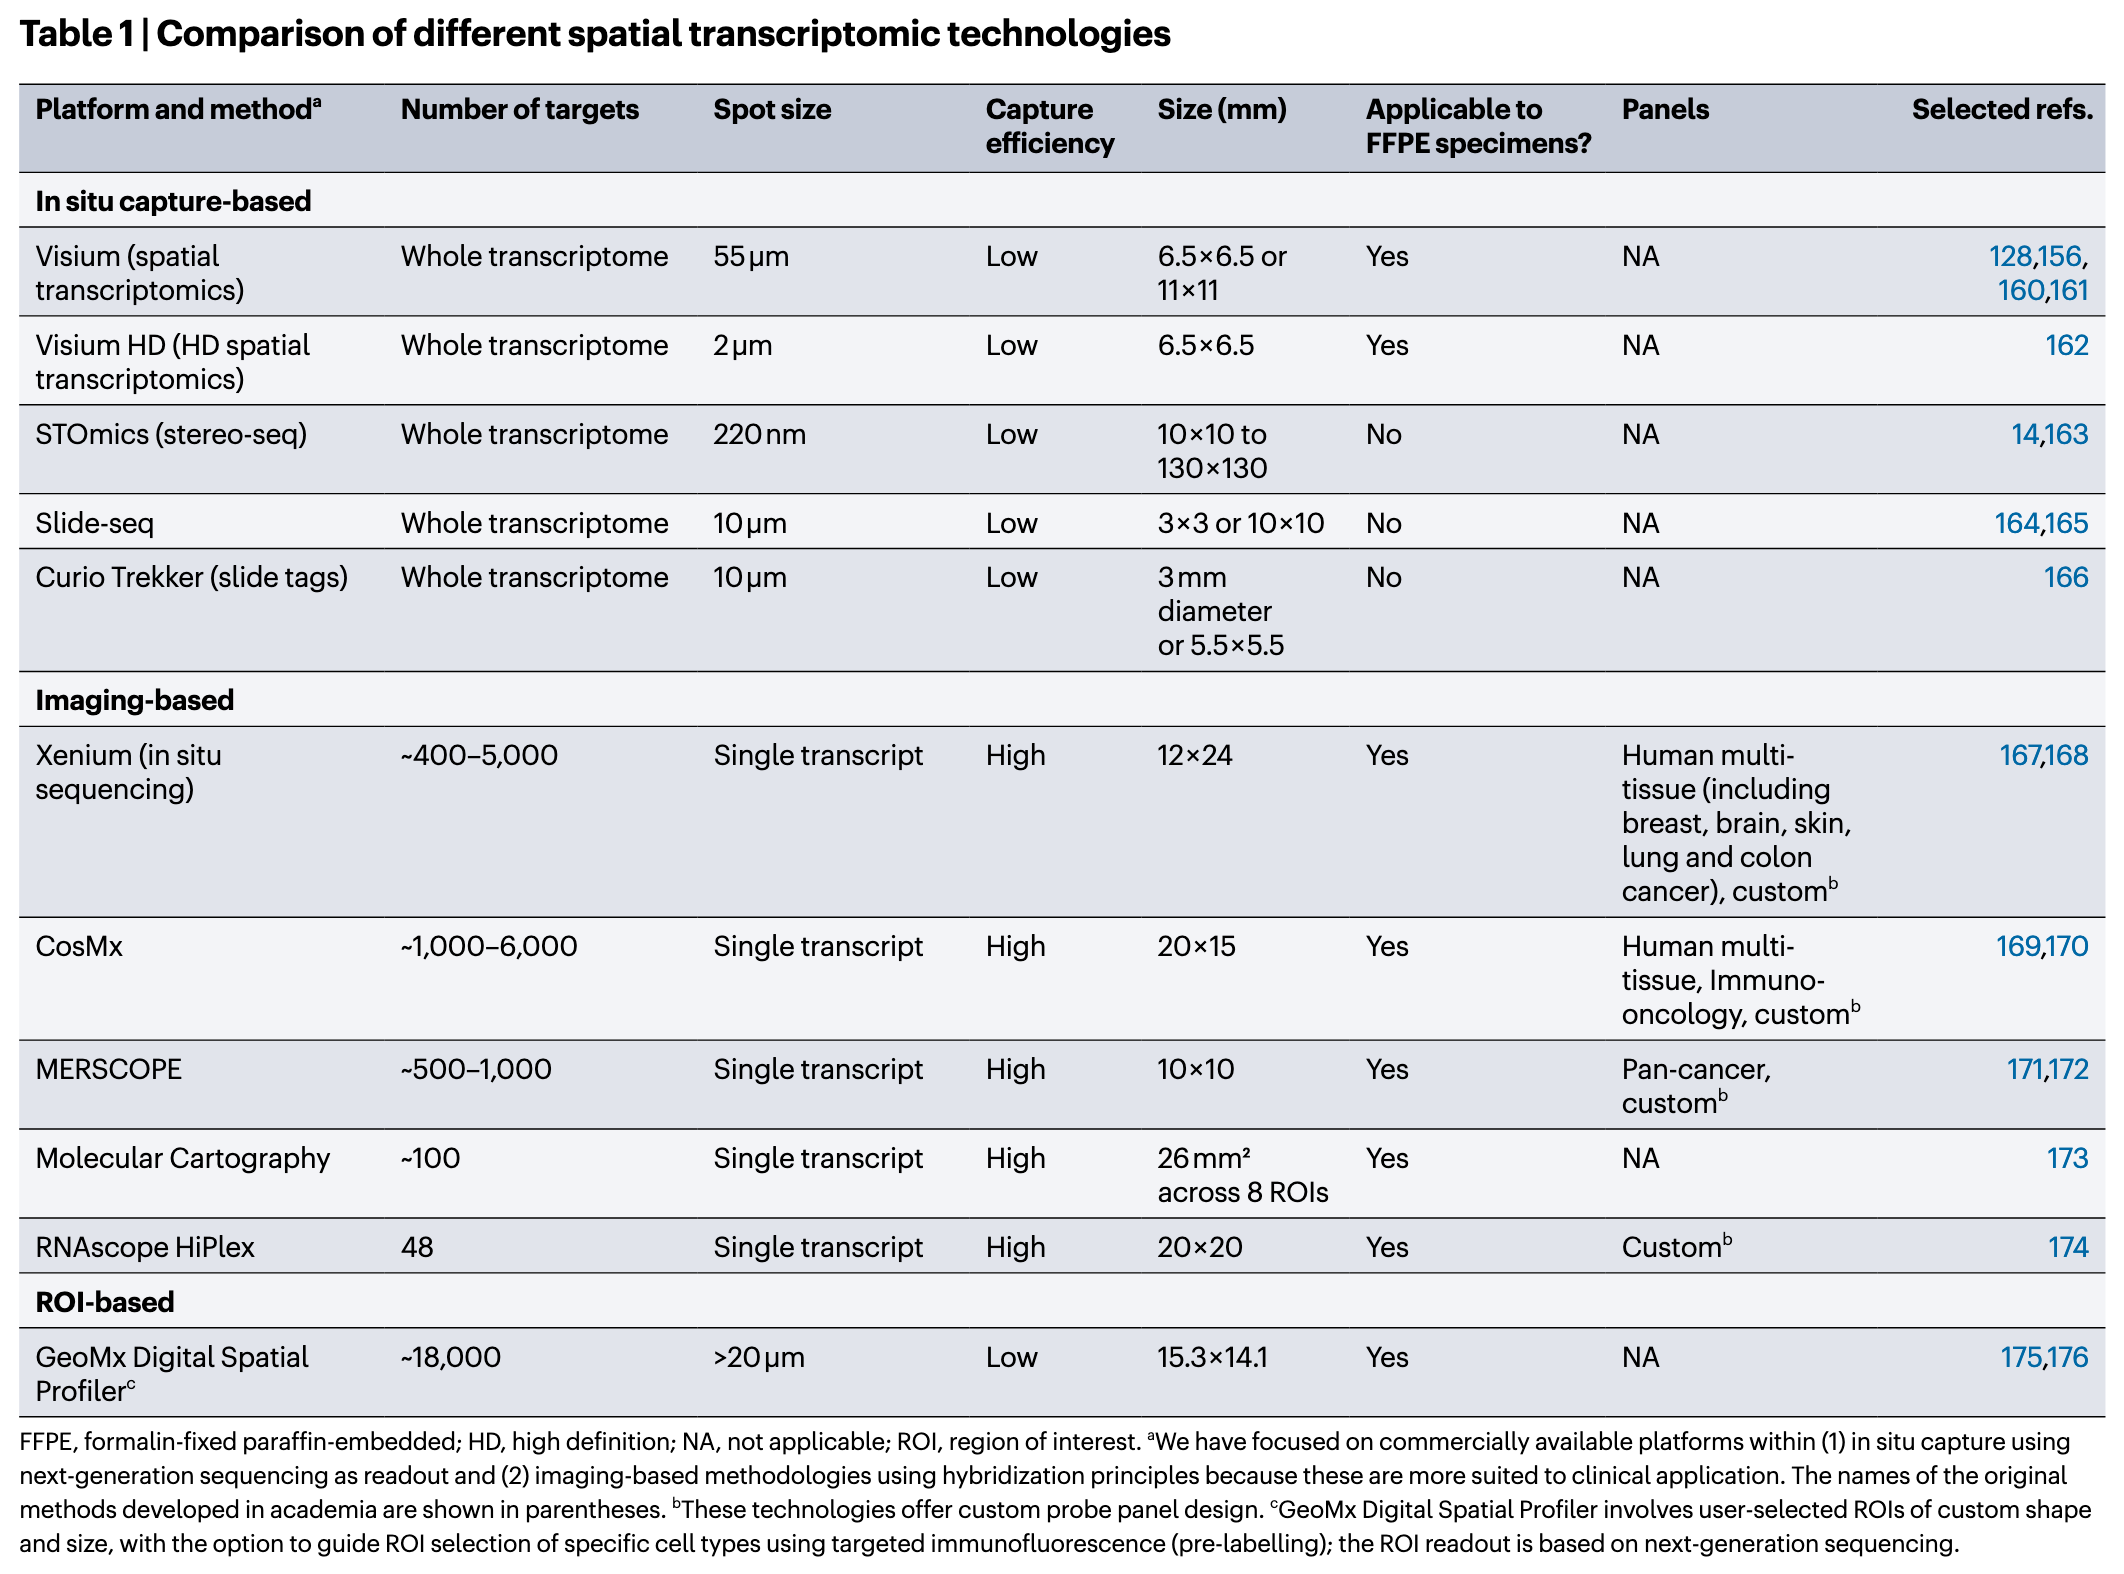 Table 1 | Comparison of different spatial transcriptomic technologies
Platform and methodᵃ Number of targets Spot size Capture efficiency Size (mm) Applicable to FFPE specimens? Panels Selected refs.
In situ capture-based
Visium (spatial transcriptomics) Whole transcriptome 55 µm Low 6.5×6.5 or 11×11 Yes NA 128,156,160,161
Visium HD (HD spatial transcriptomics) Whole transcriptome 2 µm Low 6.5×6.5 Yes NA 162
STOmics (stereo-seq) Whole transcriptome 220 nm Low 10×10 to 130×130 No NA 14,163
Slide-seq Whole transcriptome 10 µm Low 3×3 or 10×10 No NA 164,165
Curio Trekker (slide tags) Whole transcriptome 10 µm Low 3 mm diameter or 5.5×5.5 No NA 166
Imaging-based
Xenium (in situ sequencing) ~400–5,000 Single transcript High 12×24 Yes Human multi-tissue (including breast, brain, skin, lung and colon cancer), customᵇ 167,168
CosMx ~1,000–6,000 Single transcript High 20×15 Yes Human multi-tissue, Immuno-oncology, customᵇ 169,170
MERSCOPE ~500–1,000 Single transcript High 10×10 Yes Pan-cancer, customᵇ 171,172
Molecular Cartography ~100 Single transcript High 26 mm² across 8 ROIs Yes NA 173
RNAscope HiPlex 48 Single transcript High 20×20 Yes Customᵇ 174
ROI-based
GeoMx Digital Spatial Profilerᶜ ~18,000 >20 µm Low 15.3×14.1 Yes NA 175,176
FFPE, formalin-fixed paraffin-embedded; HD, high definition; NA, not applicable; ROI, region of interest. ᵃWe have focused on commercially available platforms within (1) in situ capture using
next-generation sequencing as readout and (2) imaging-based methodologies using hybridization principles because these are more suited to clinical application. The names of the original
methods developed in academia are shown in parentheses. ᵇThese technologies offer custom probe panel design. ᶜGeoMx Digital Spatial Profiler involves user-selected ROIs of custom shape
and size, with the option to guide ROI selection of specific cell types using targeted immunofluorescence (pre-labelling); the ROI readout is based on next-generation sequencing.